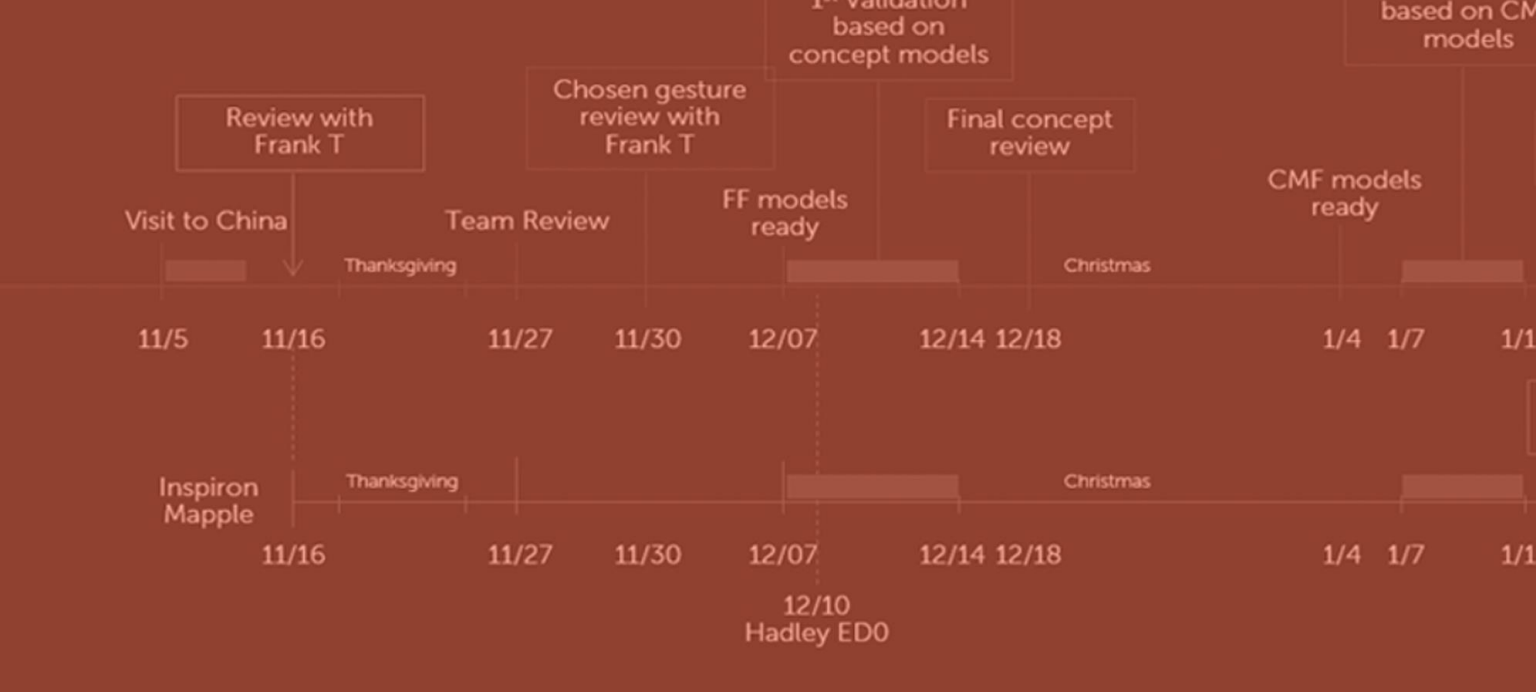 1st Validation
based on
concept models
based on
models
Review with
Frank T
Chosen gesture
review with
Frank T
Final concept
review
Visit to China
Team Review
FF models
ready
CMF models
ready
Thanksgiving
Christmas
11/5 11/16 11/27 11/30 12/07 12/14 12/18 1/4 1/7
Inspiron
Mapple
Thanksgiving
Christmas
11/16 11/27 11/30 12/07 12/14 12/18 1/4 1/7
12/10
Hadley ED0